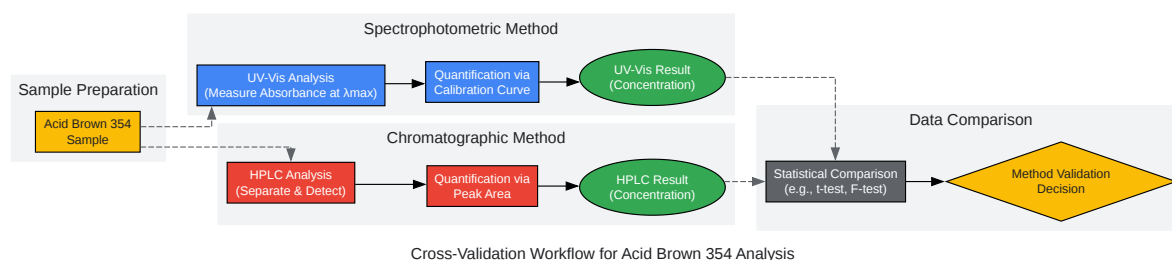 Spectrophotometric Method
UV-Vis Analysis
(Measure Absorbance at λmax)
Quantification via
Calibration Curve
UV-Vis Result
(Concentration)
Sample Preparation
Acid Brown 354
Sample
Chromatographic Method
HPLC Analysis
(Separate & Detect)
Quantification via
Peak Area
HPLC Result
(Concentration)
Data Comparison
Statistical Comparison
(e.g., t-test, F-test)
Method Validation
Decision
Cross-Validation Workflow for Acid Brown 354 Analysis